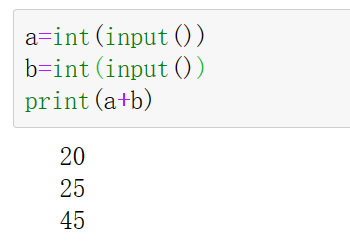 a=int(input())
b=int(input())
print(a+b)
20
25
45